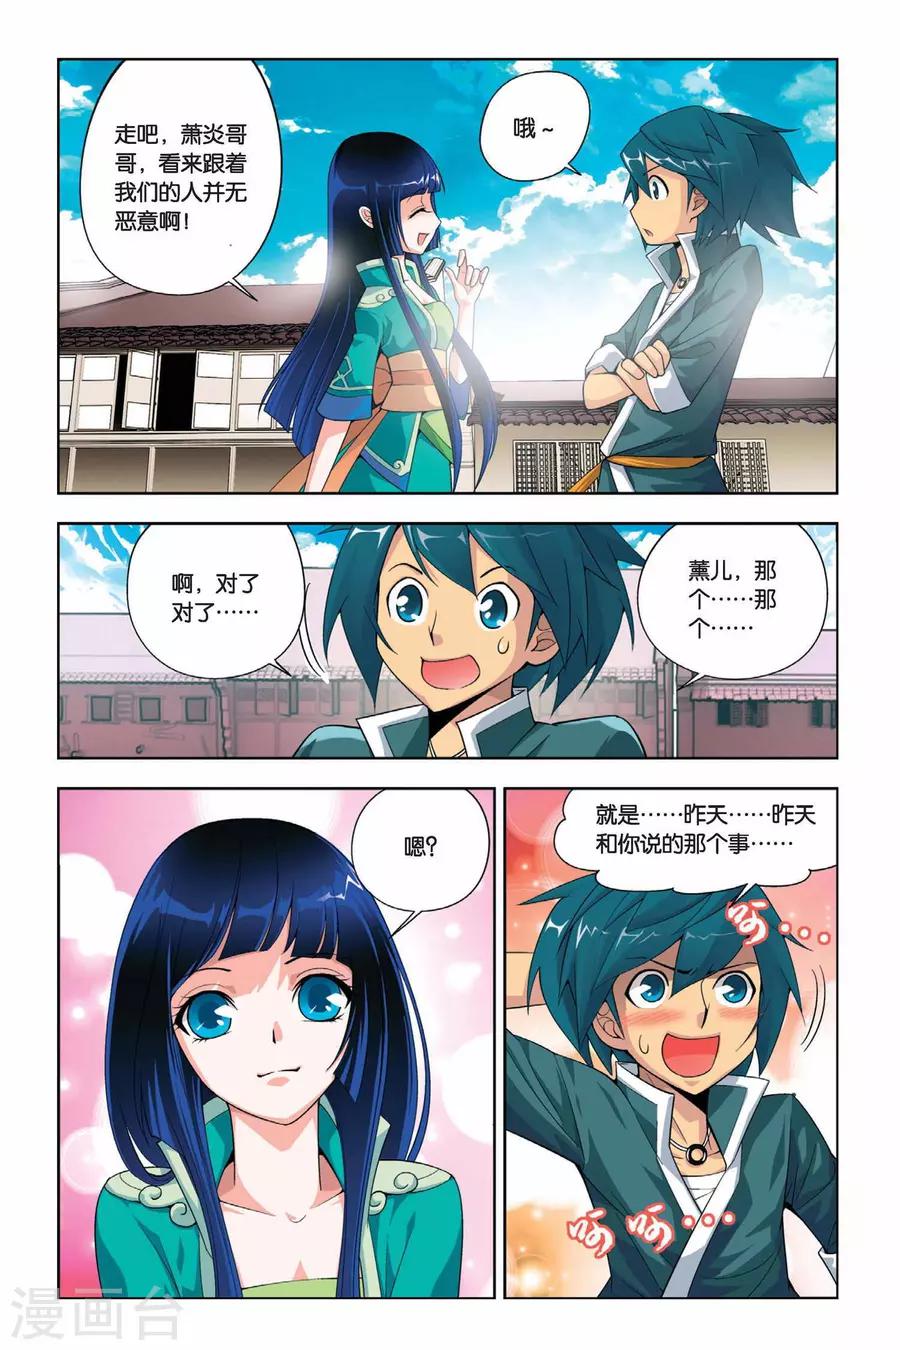 走吧，萧炎哥
哥，看来跟着
我们的人并无
恶意啊！
哦～
啊，对了
对了……
薰儿，那
个……那
个……
嗯？
就是……昨天……昨天
和你说的那个事……
呵…
呵呵…
漫画台